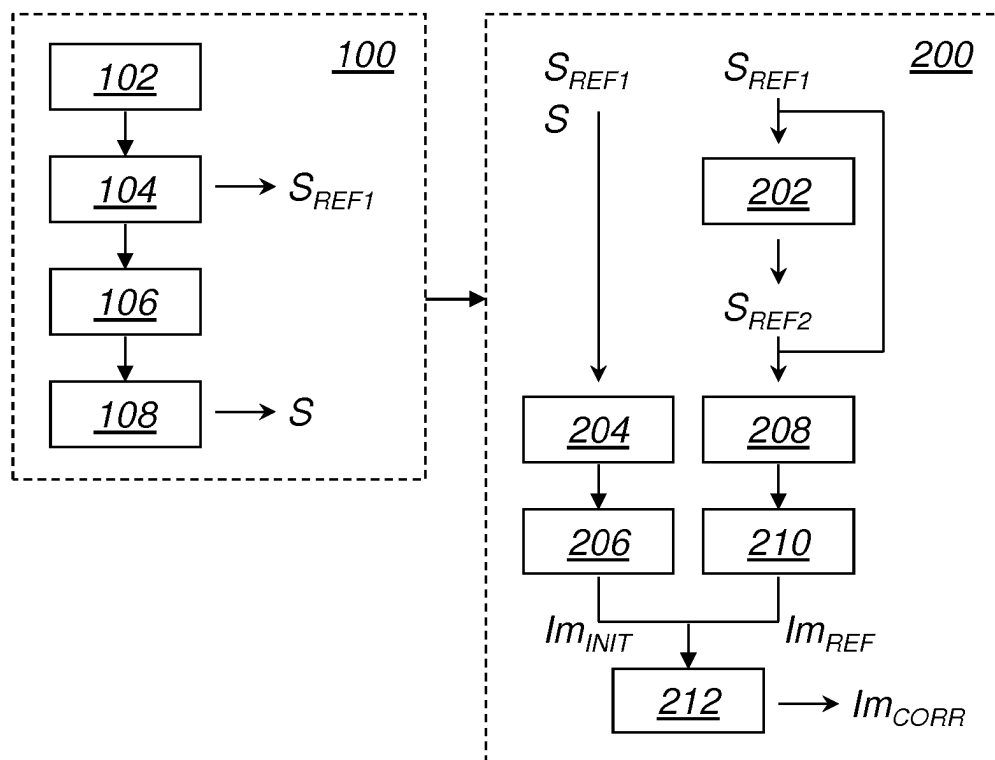 100
102
104
S_REF1
106
108
S
200
S_REF1
S
S_REF1
202
S_REF2
204
208
206
210
Im_INIT
Im_REF
212
Im_CORR